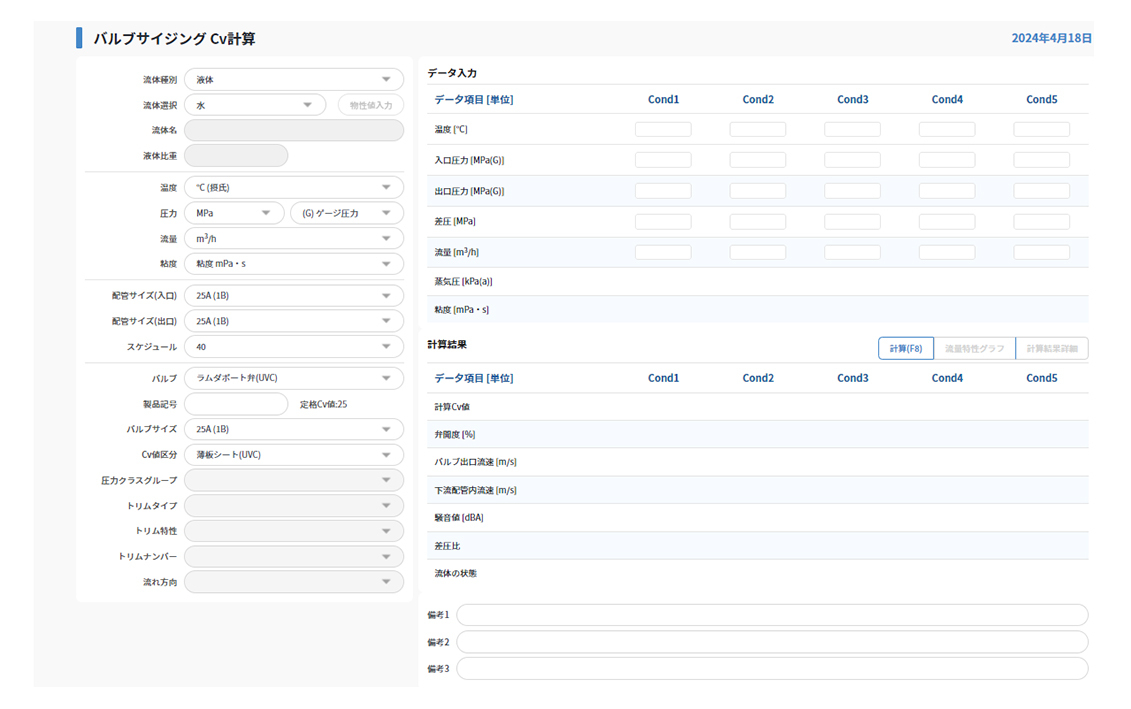 バルブサイジング Cv計算
2024年4月18日
流体種別 液体
流体選択 水 物性値入力
流体名
液体比重
温度 ℃ (摂氏)
圧力 MPa (G) ゲージ圧力
流量 m³/h
粘度 粘度 mPa・s
配管サイズ(入口) 25A (1B)
配管サイズ(出口) 25A (1B)
スケジュール 40
バルブ ラムダポート弁(UVC)
製品記号 定格Cv値:25
バルブサイズ 25A (1B)
Cv値区分 薄板シート(UVC)
圧力クラスグループ
トリムタイプ
トリム特性
トリムナンバー
流れ方向
データ入力
データ項目 [単位] Cond1 Cond2 Cond3 Cond4 Cond5
温度 [℃]
入口圧力 [MPa(G)]
出口圧力 [MPa(G)]
差圧 [MPa]
流量 [m³/h]
蒸気圧 [kPa(a)]
粘度 [mPa・s]
計算結果 計算(F8) 流量特性グラフ 計算結果詳細
データ項目 [単位] Cond1 Cond2 Cond3 Cond4 Cond5
計算Cv値
弁開度 [%]
バルブ出口流速 [m/s]
下流配管内流速 [m/s]
騒音値 [dBA]
差圧比
流体の状態
備考1
備考2
備考3